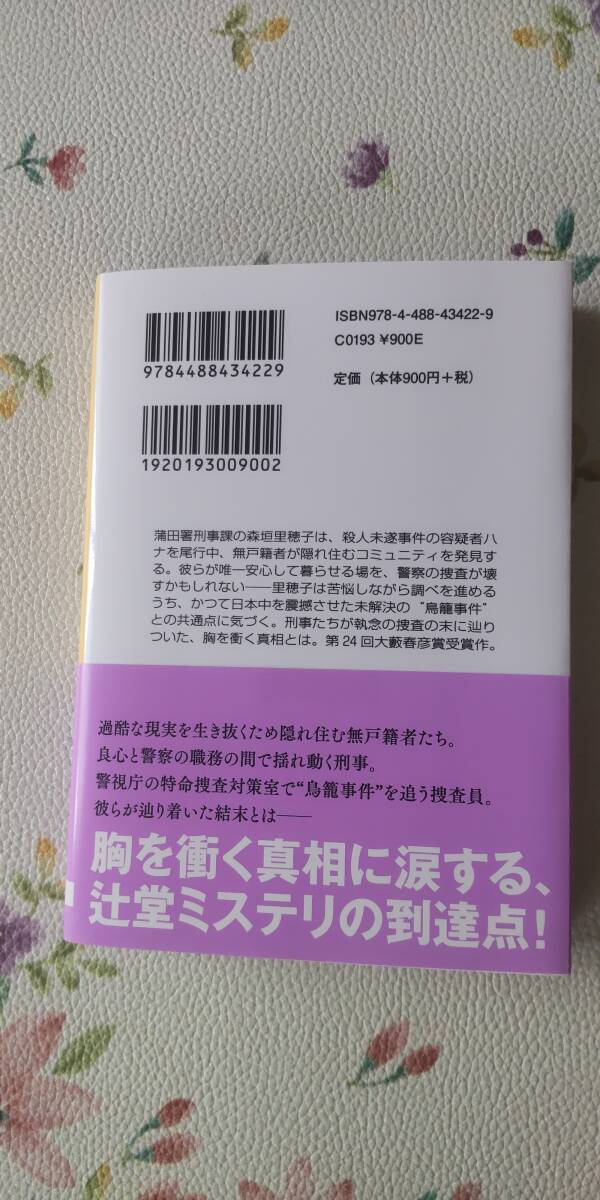 ISBN978-4-488-43422-9
C0193 ¥900E
定価（本体900円＋税）
9784488434229
1920193009002
蒲田署刑事課の森垣里穂子は、殺人未遂事件の容疑者ハ
ナを尾行中、無戸籍者が隠れ住むコミュニティを発見す
る。彼らが唯一安心して暮らせる場を、警察の捜査が壊
すかもしれない──里穂子は苦悩しながら調べを進める
うち、かつて日本中を震撼させた未解決の“鳥籠事件”
との共通点に気づく。刑事たちが執念の捜査の末に辿り
ついた、胸を衝く真相とは。第24回大藪春彦賞受賞作。
過酷な現実を生き抜くため隠れ住む無戸籍者たち。
良心と警察の職務の間で揺れ動く刑事。
警視庁の特命捜査対策室で“鳥籠事件”を追う捜査員。
彼らが辿り着いた結末とは──
胸を衝く真相に涙する、
辻堂ミステリの到達点！